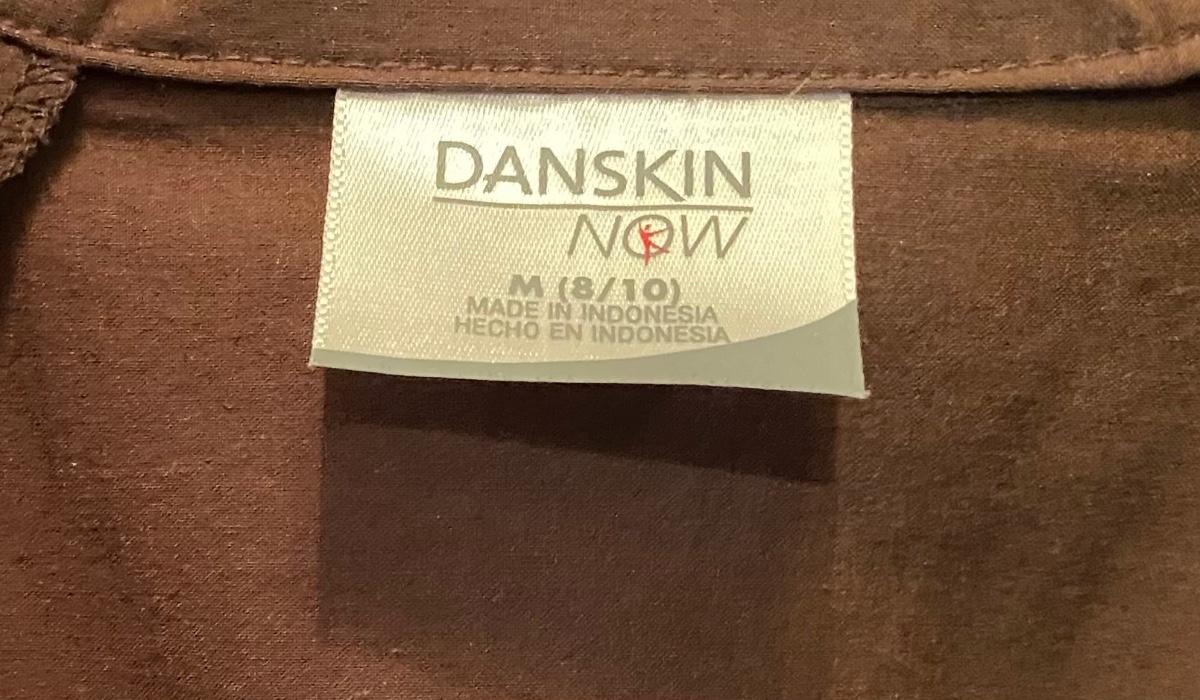 DANSKIN
NOW
M (8/10)
MADE IN INDONESIA
HECHO EN INDONESIA